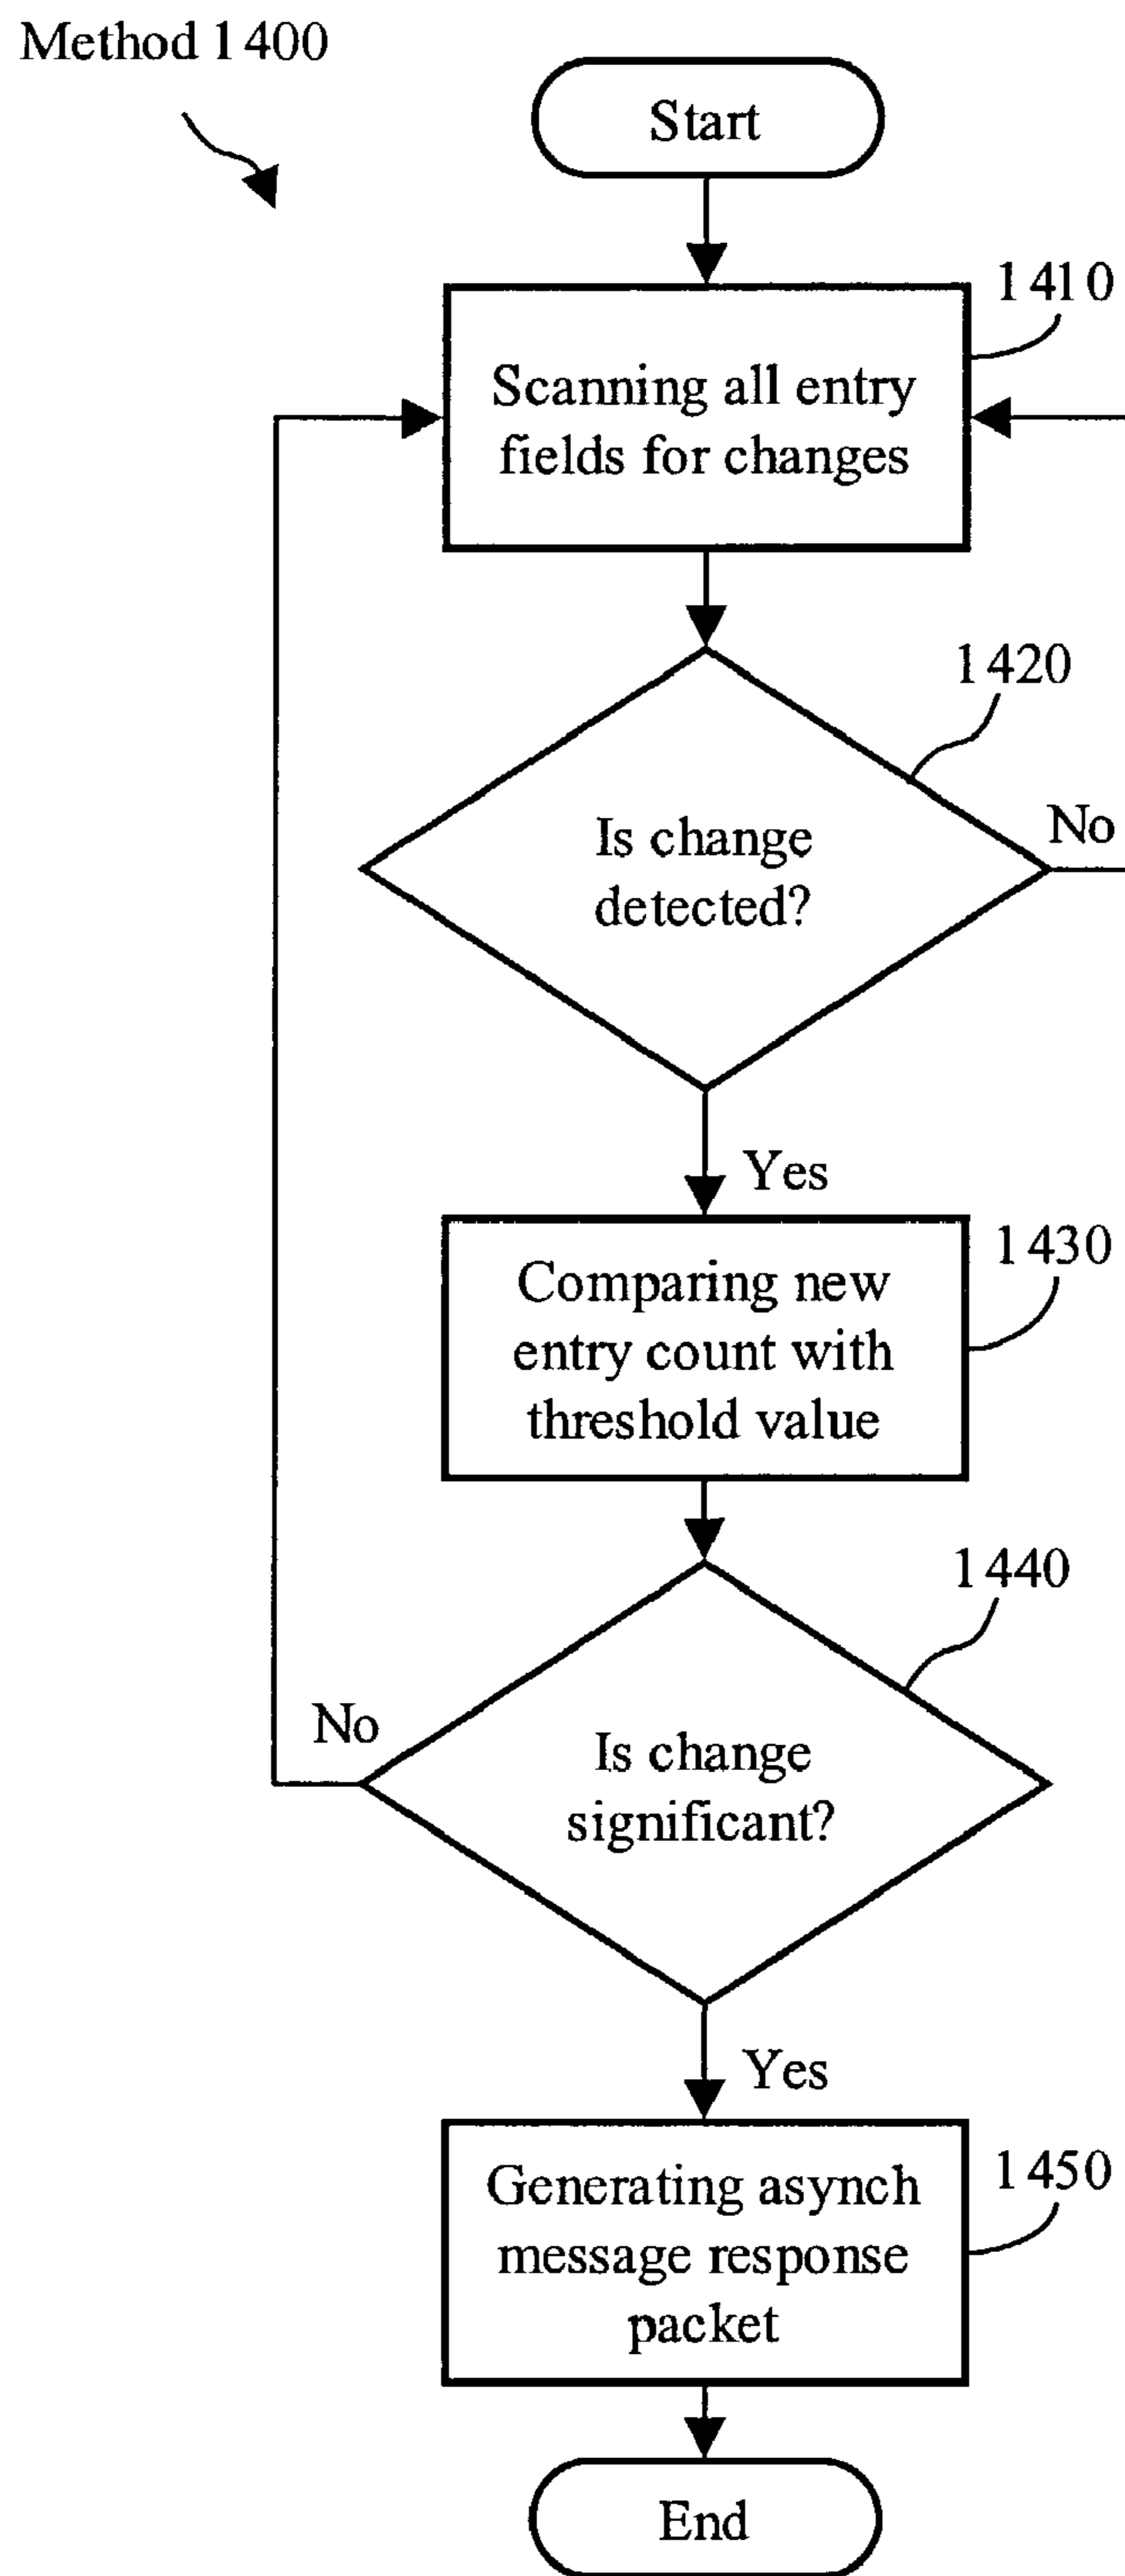 Method 1400
Start
1410
Scanning all entry
fields for changes
1420
Is change
detected?
No
Yes
1430
Comparing new
entry count with
threshold value
1440
Is change
significant?
No
Yes
1450
Generating asynch
message response
packet
End